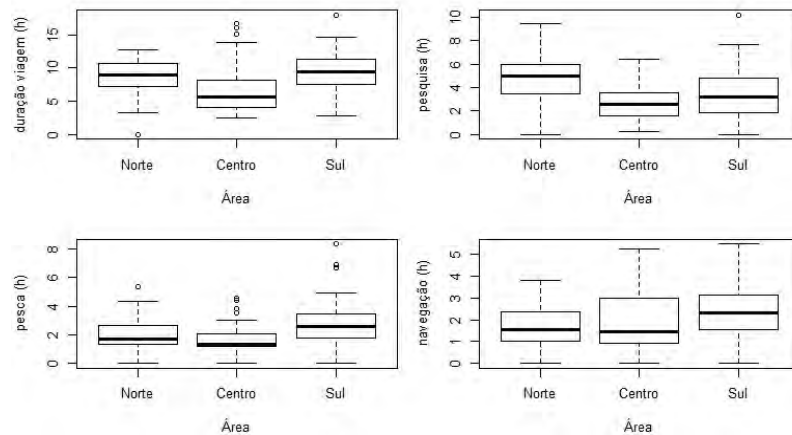 duração viagem (h)
15
10
5
0
Norte Centro Sul
Área
pesquisa (h)
10
8
6
4
2
0
Norte Centro Sul
Área
pesca (h)
8
6
4
2
0
Norte Centro Sul
Área
navegação (h)
5
4
3
2
1
0
Norte Centro Sul
Área